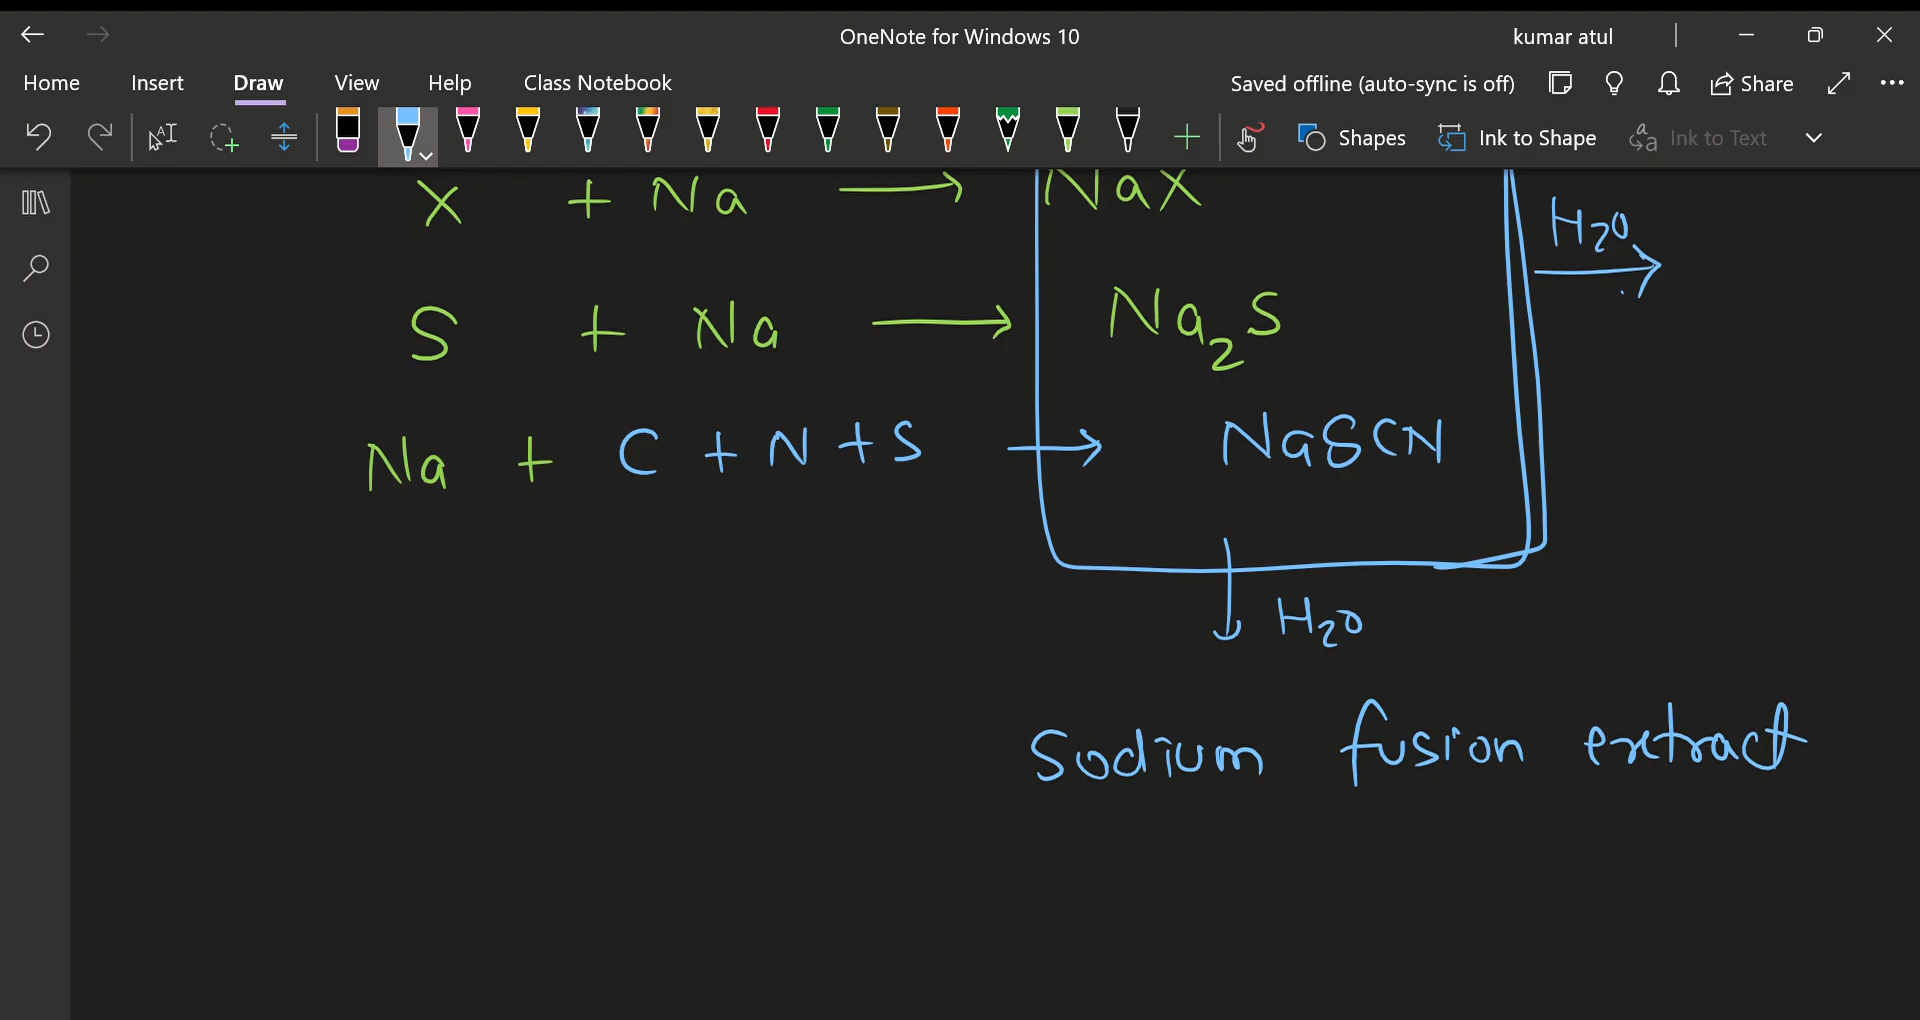 OneNote for Windows 10
kumar atul
Home Insert Draw View Help Class Notebook
Saved offline (auto-sync is off) Share
Shapes Ink to Shape Ink to Text
X + Na → NaX
H₂O
S + Na → Na₂S
Na + C + N + S → NaSCN
H₂O
Sodium fusion extract